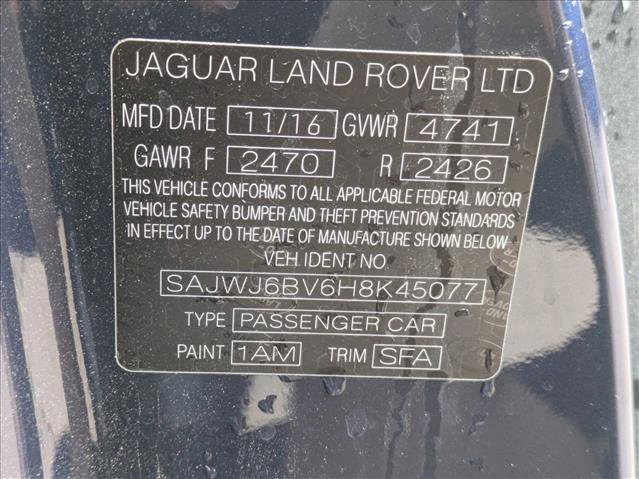 JAGUAR LAND ROVER LTD
MFD DATE 11/16 GVWR 4741
GAWR F 2470 R 2426
THIS VEHICLE CONFORMS TO ALL APPLICABLE FEDERAL MOTOR
VEHICLE SAFETY BUMPER AND THEFT PREVENTION STANDARDS
IN EFFECT UP TO THE DATE OF MANUFACTURE SHOWN BELOW
VEH IDENT NO
SAJWJ6BV6H8K45077
TYPE PASSENGER CAR
PAINT 1AM TRIM SFA